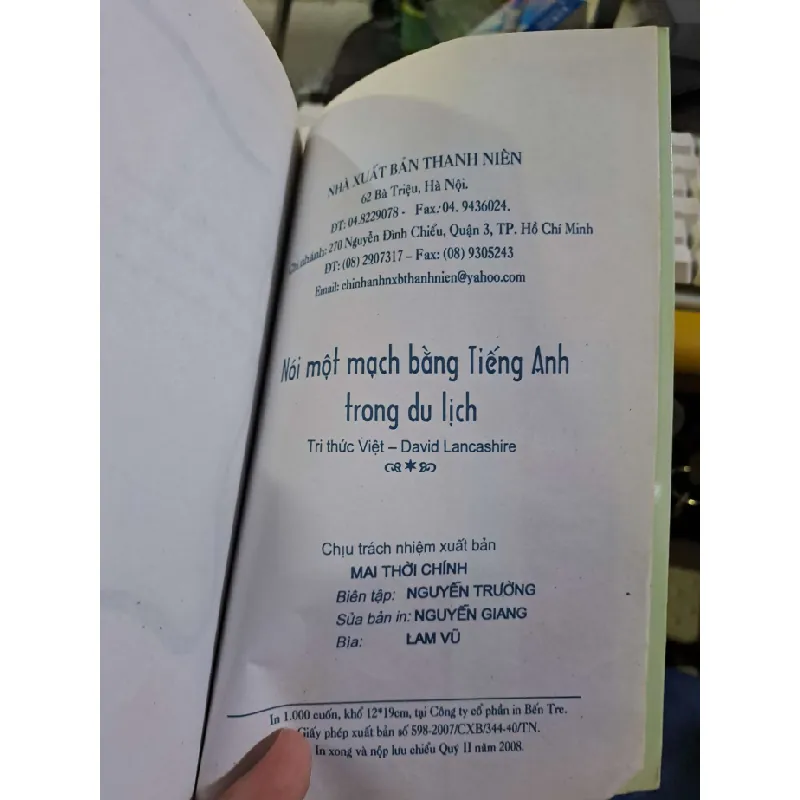 NHÀ XUẤT BẢN THANH NIÊN
62 Bà Triệu, Hà Nội.
ĐT: 04.8229078 - Fax: 04. 9436024.
Chi nhánh: 270 Nguyễn Đình Chiểu, Quận 3, TP. Hồ Chí Minh
ĐT: (08) 2907317 – Fax: (08) 9305243
Email: chinhanhnxbthanhnien@yahoo.com
Nói một mạch bằng Tiếng Anh
trong du lịch
Tri thức Việt – David Lancashire
Chịu trách nhiệm xuất bản
MAI THỜI CHÍNH
Biên tập: NGUYỄN TRƯỜNG
Sửa bản in: NGUYỄN GIANG
Bìa: LAM VŨ
In 1.000 cuốn, khổ 12*19cm, tại Công ty cổ phần in Bến Tre.
Giấy phép xuất bản số 598-2007/CXB/344-40/TN.
In xong và nộp lưu chiểu Quý II năm 2008.